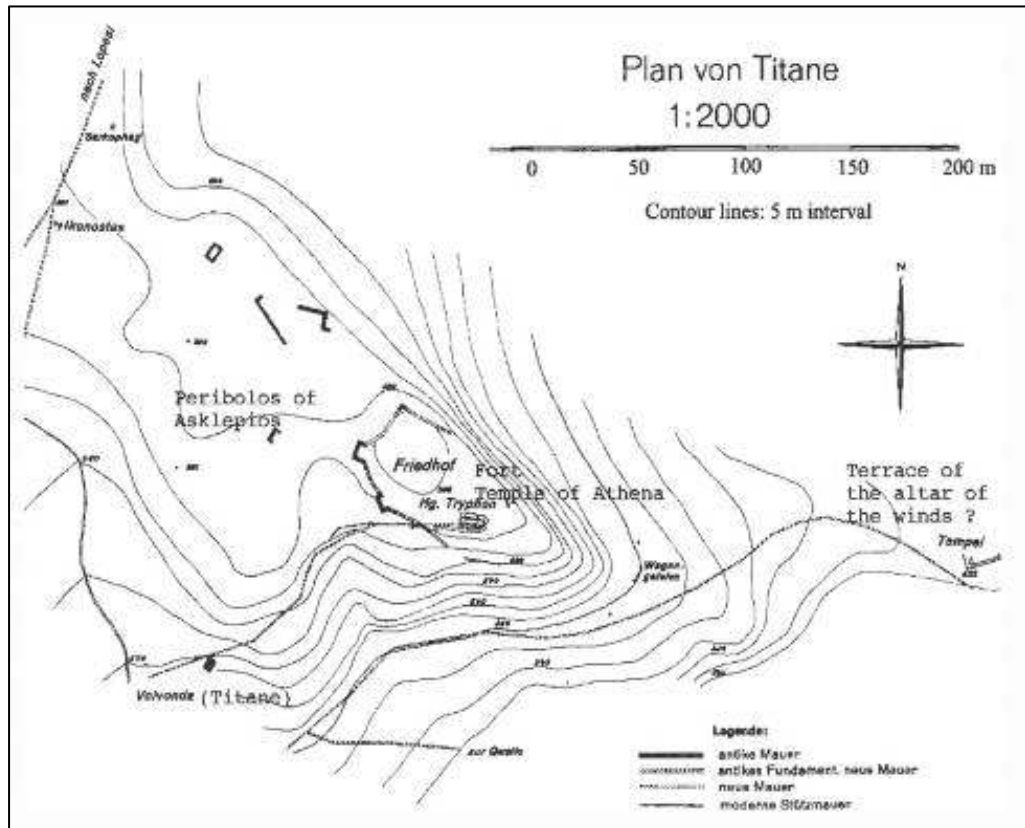 Plan von Titane
1:2000
0 50 100 150 200 m
Contour lines: 5 m interval
N
nach Lopesi
Sarkophag
Ikonostas
Peribolos of
Asklepios
Friedhof
Fort
Temple of Athena
Hg. Tryphon
Terrace of
the altar of
the winds ?
Tempel
Wagen-
geleise
Voivonda (Titane)
zur Quelle
Legende:
antike Mauer
antikes Fundament, neue Mauer
neue Mauer
moderne Stützmauer